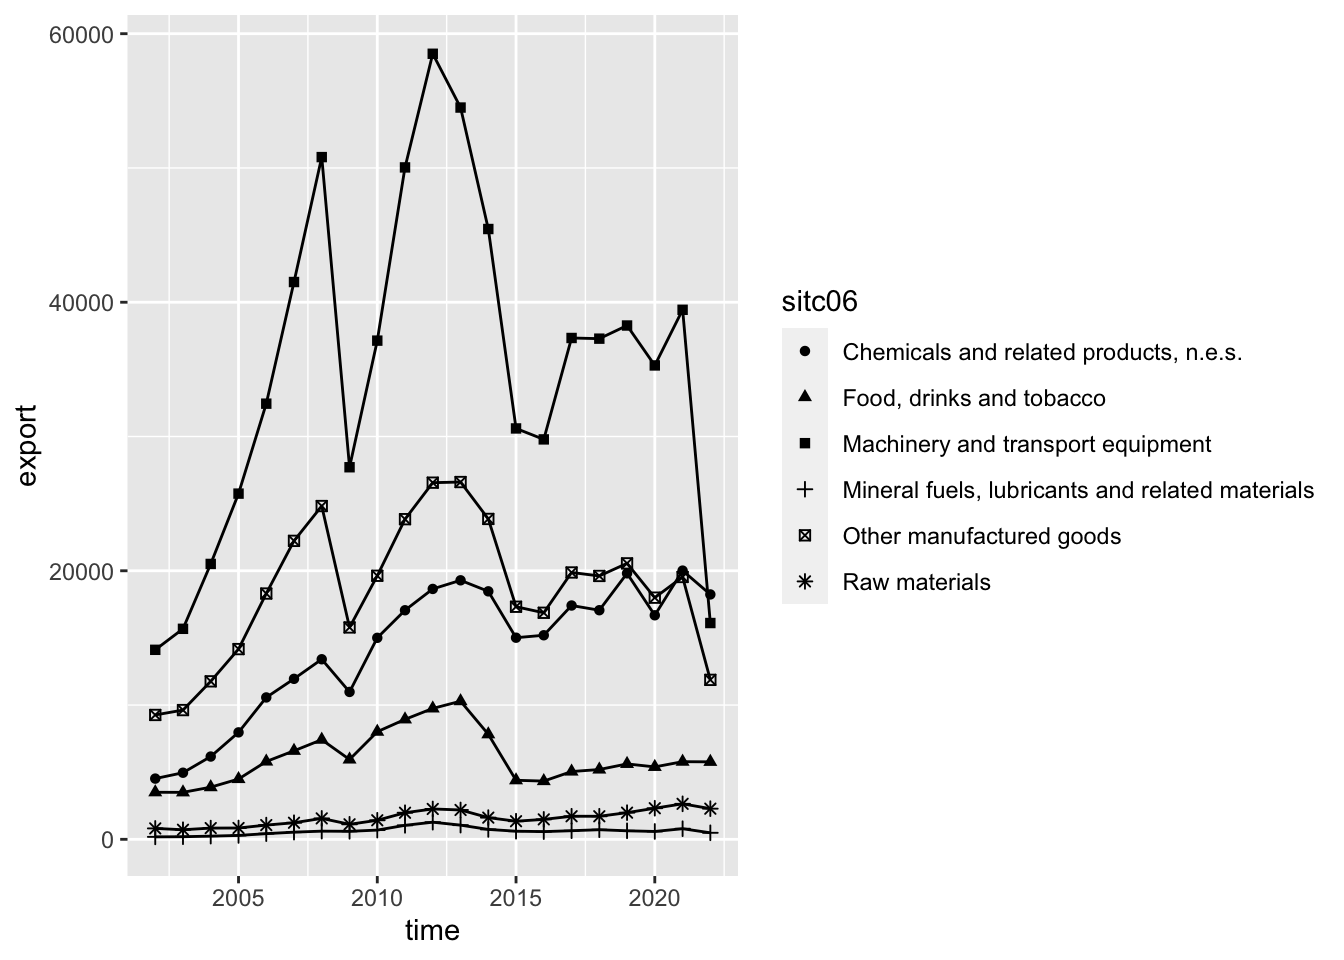 60000
40000
20000
0
export
2005 2010 2015 2020
time
sitc06
Chemicals and related products, n.e.s.
Food, drinks and tobacco
Machinery and transport equipment
Mineral fuels, lubricants and related materials
Other manufactured goods
Raw materials